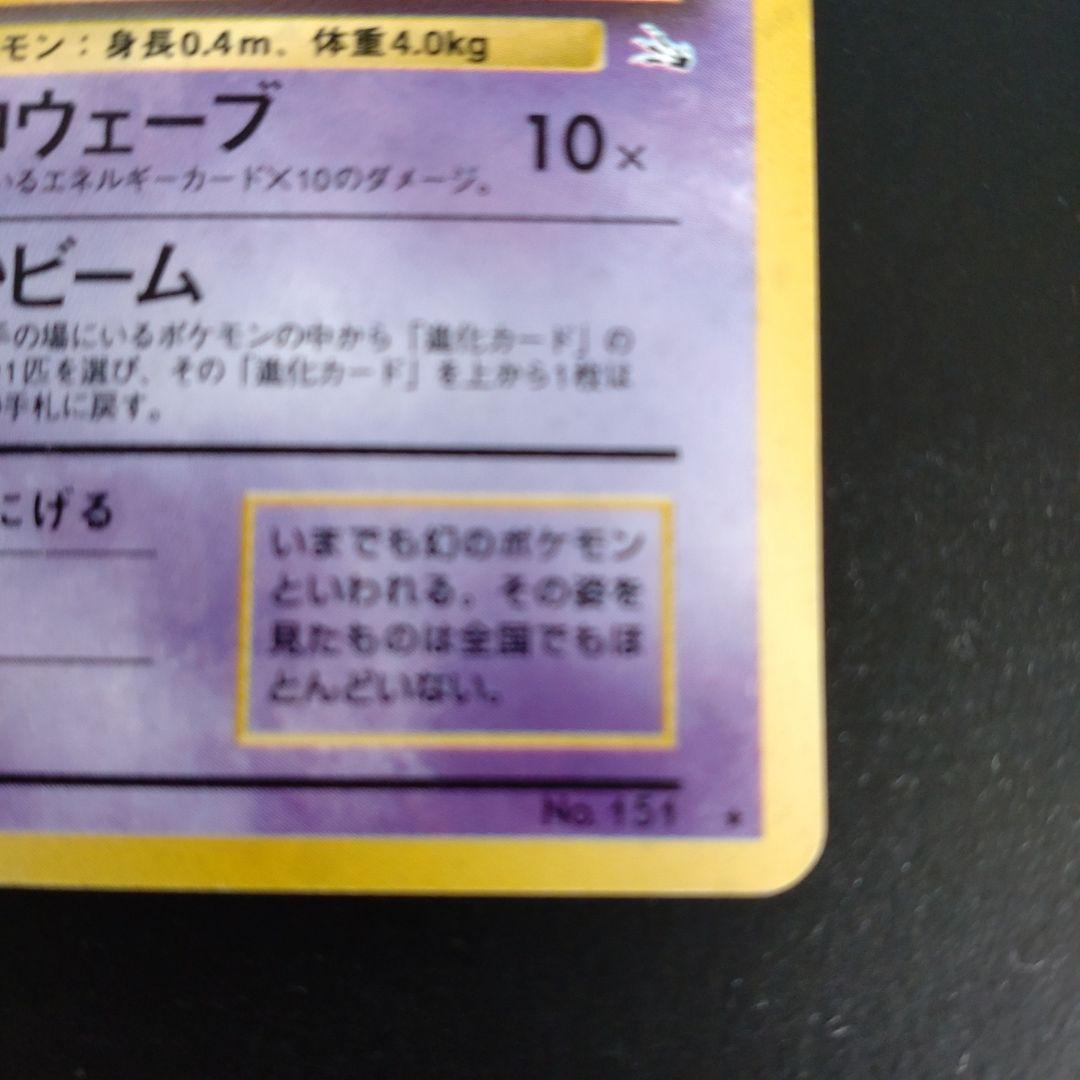 モン：身長0.4m、体重4.0kg
ロウェーブ 10×
いるエネルギーカード×10のダメージ。
ビーム
手の場にいるポケモンの中から「進化カード」の
1匹を選び、その「進化カード」を上から1枚は
手札に戻す。
にげる
いまでも幻のポケモン
といわれる。その姿を
見たものは全国でもほ
とんどいない。
No. 151 ★